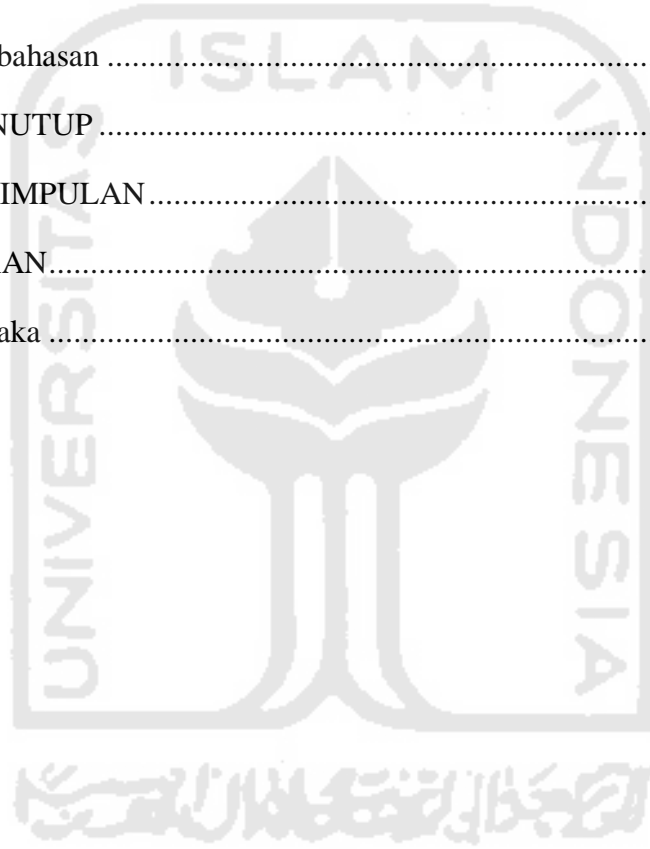 ISLAM
UNIVERSITAS
INDONESIA
bahasan ......................................................................
NUTUP .......................................................................
IMPULAN................................................................
AN..............................................................................
aka ..............................................................................